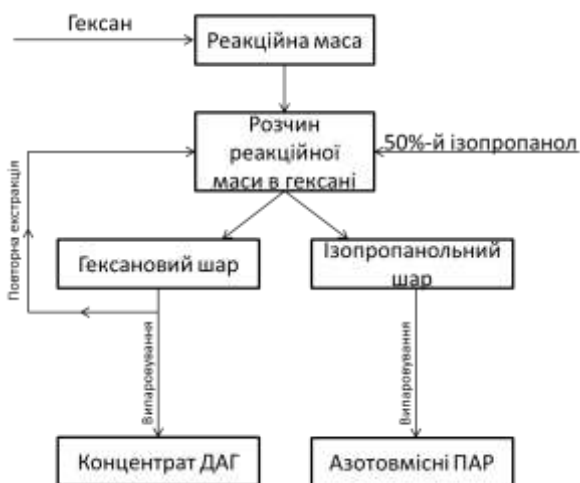 Гексан
Реакційна маса
Розчин
реакційної
маси в гексані
50%-й ізопропанол
Повторна екстракція
Гексановий шар
Ізопропанольний
шар
Випаровування
Випаровування
Концентрат ДАГ
Азотовмісні ПАР